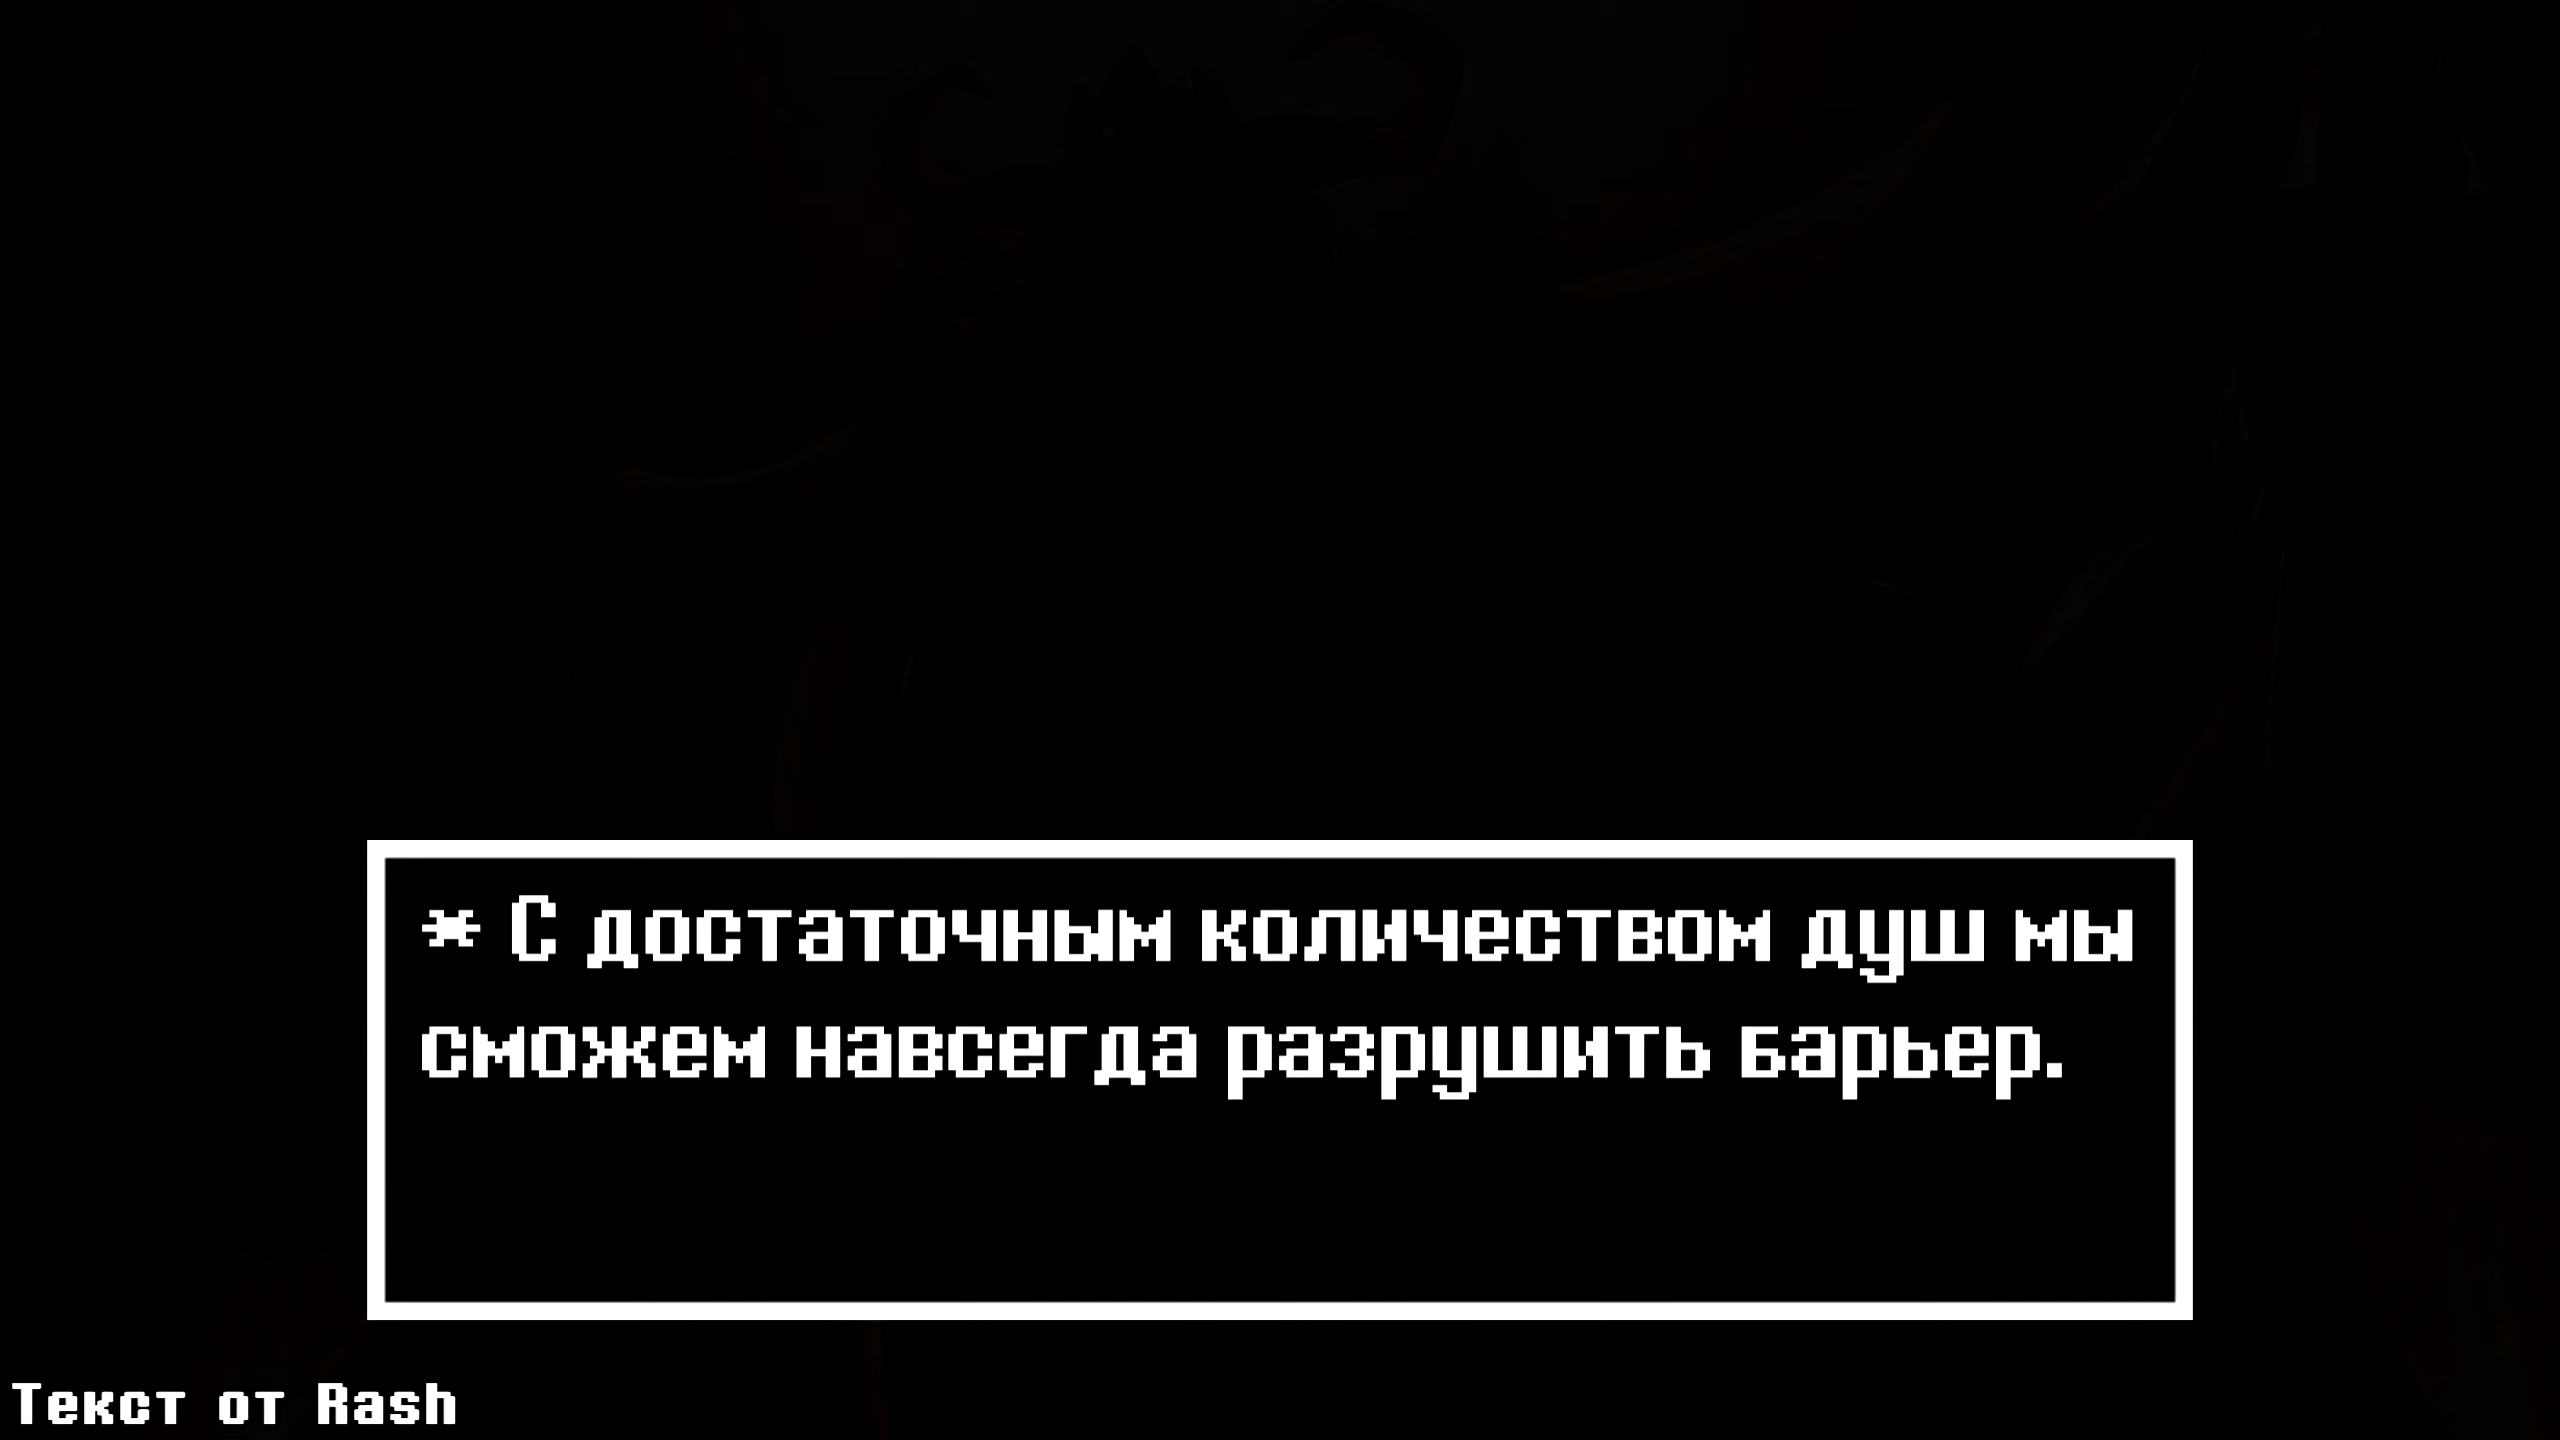 * С достаточным количеством душ мы
сможем навсегда разрушить барьер.
Текст от Rash